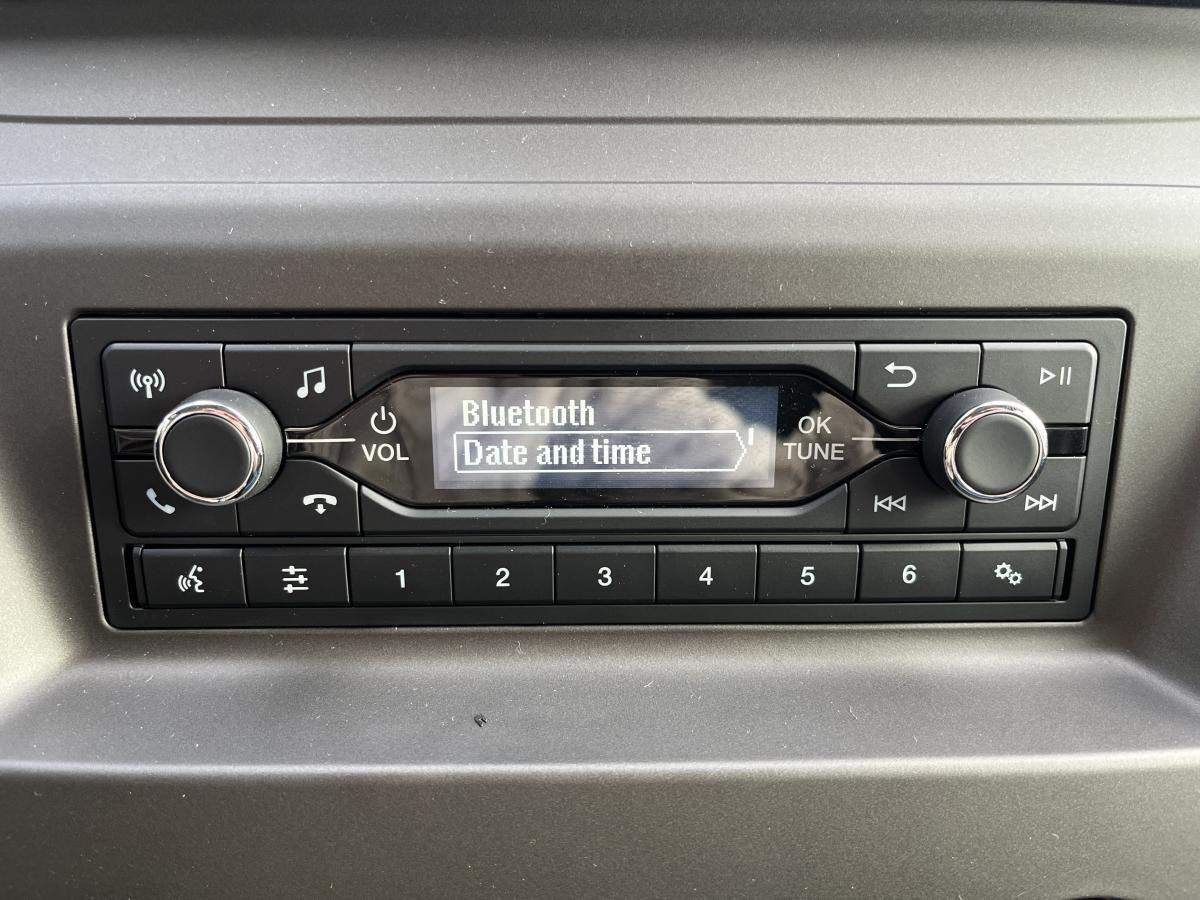 Bluetooth
Date and time
VOL
OK
TUNE
1 2 3 4 5 6